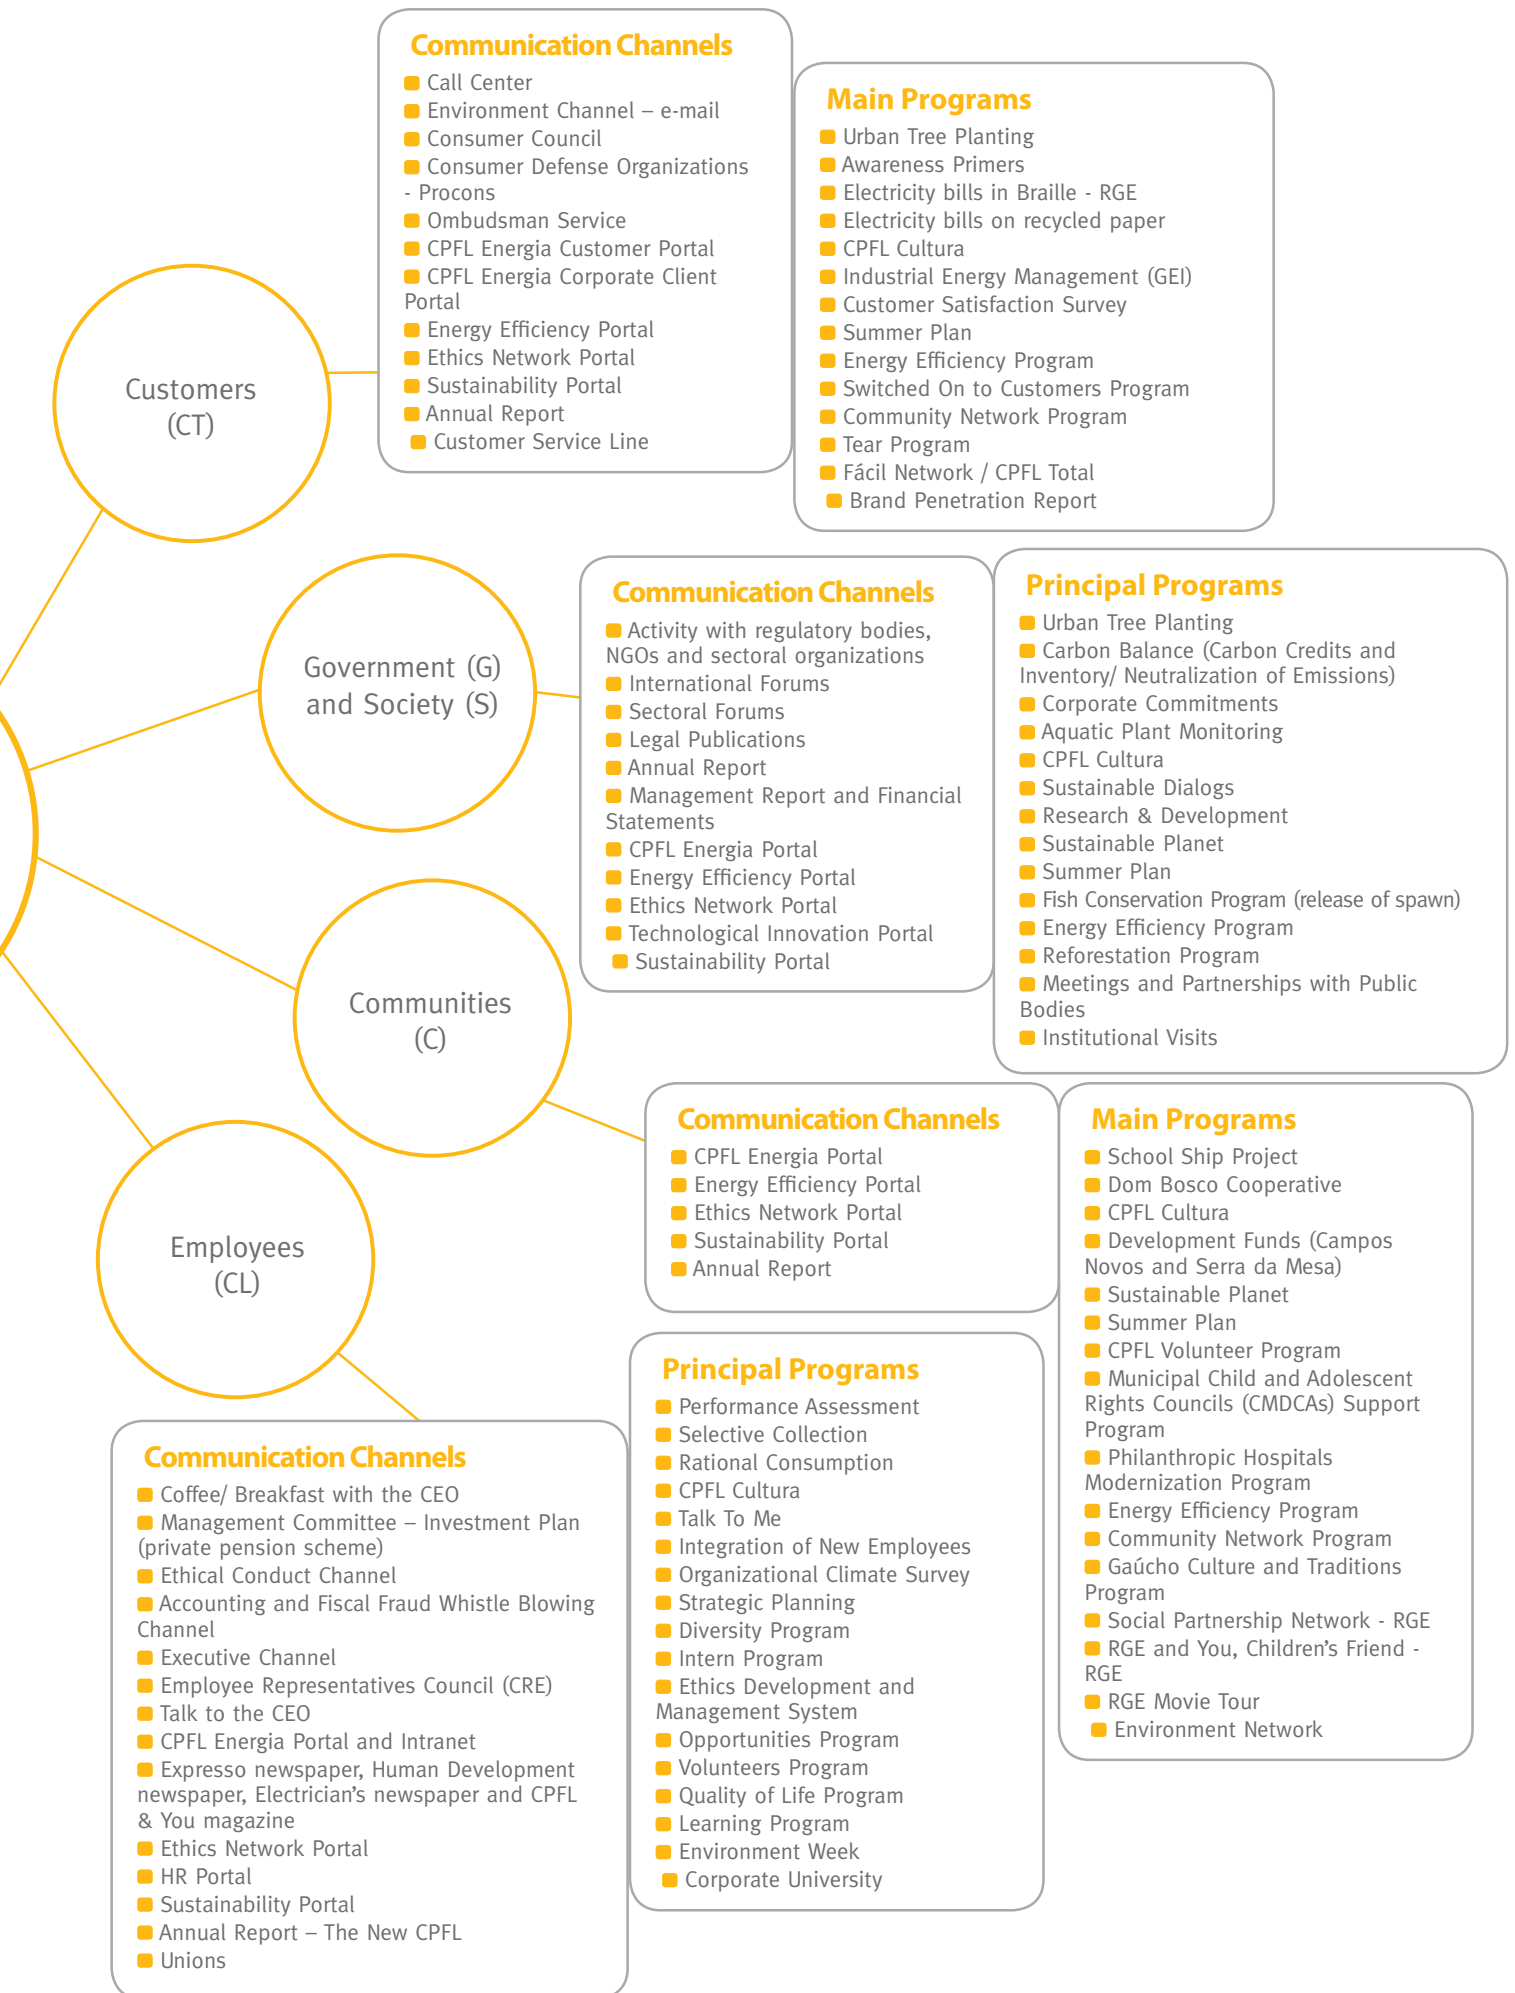 Customers
(CT)
Communication Channels
Call Center
Environment Channel – e-mail
Consumer Council
Consumer Defense Organizations
- Procons
Ombudsman Service
CPFL Energia Customer Portal
CPFL Energia Corporate Client
Portal
Energy Efficiency Portal
Ethics Network Portal
Sustainability Portal
Annual Report
Customer Service Line
Main Programs
Urban Tree Planting
Awareness Primers
Electricity bills in Braille - RGE
Electricity bills on recycled paper
CPFL Cultura
Industrial Energy Management (GEI)
Customer Satisfaction Survey
Summer Plan
Energy Efficiency Program
Switched On to Customers Program
Community Network Program
Tear Program
Fácil Network / CPFL Total
Brand Penetration Report
Government (G)
and Society (S)
Communication Channels
Activity with regulatory bodies,
NGOs and sectoral organizations
International Forums
Sectoral Forums
Legal Publications
Annual Report
Management Report and Financial
Statements
CPFL Energia Portal
Energy Efficiency Portal
Ethics Network Portal
Technological Innovation Portal
Sustainability Portal
Principal Programs
Urban Tree Planting
Carbon Balance (Carbon Credits and
Inventory/ Neutralization of Emissions)
Corporate Commitments
Aquatic Plant Monitoring
CPFL Cultura
Sustainable Dialogs
Research & Development
Sustainable Planet
Summer Plan
Fish Conservation Program (release of spawn)
Energy Efficiency Program
Reforestation Program
Meetings and Partnerships with Public
Bodies
Institutional Visits
Communities
(C)
Communication Channels
CPFL Energia Portal
Energy Efficiency Portal
Ethics Network Portal
Sustainability Portal
Annual Report
Main Programs
School Ship Project
Dom Bosco Cooperative
CPFL Cultura
Development Funds (Campos
Novos and Serra da Mesa)
Sustainable Planet
Summer Plan
CPFL Volunteer Program
Municipal Child and Adolescent
Rights Councils (CMDCAs) Support
Program
Philanthropic Hospitals
Modernization Program
Energy Efficiency Program
Community Network Program
Gaúcho Culture and Traditions
Program
Social Partnership Network - RGE
RGE and You, Children’s Friend -
RGE
RGE Movie Tour
Environment Network
Employees
(CL)
Communication Channels
Coffee/ Breakfast with the CEO
Management Committee – Investment Plan
(private pension scheme)
Ethical Conduct Channel
Accounting and Fiscal Fraud Whistle Blowing
Channel
Executive Channel
Employee Representatives Council (CRE)
Talk to the CEO
CPFL Energia Portal and Intranet
Expresso newspaper, Human Development
newspaper, Electrician’s newspaper and CPFL
& You magazine
Ethics Network Portal
HR Portal
Sustainability Portal
Annual Report – The New CPFL
Unions
Principal Programs
Performance Assessment
Selective Collection
Rational Consumption
CPFL Cultura
Talk To Me
Integration of New Employees
Organizational Climate Survey
Strategic Planning
Diversity Program
Intern Program
Ethics Development and
Management System
Opportunities Program
Volunteers Program
Quality of Life Program
Learning Program
Environment Week
Corporate University